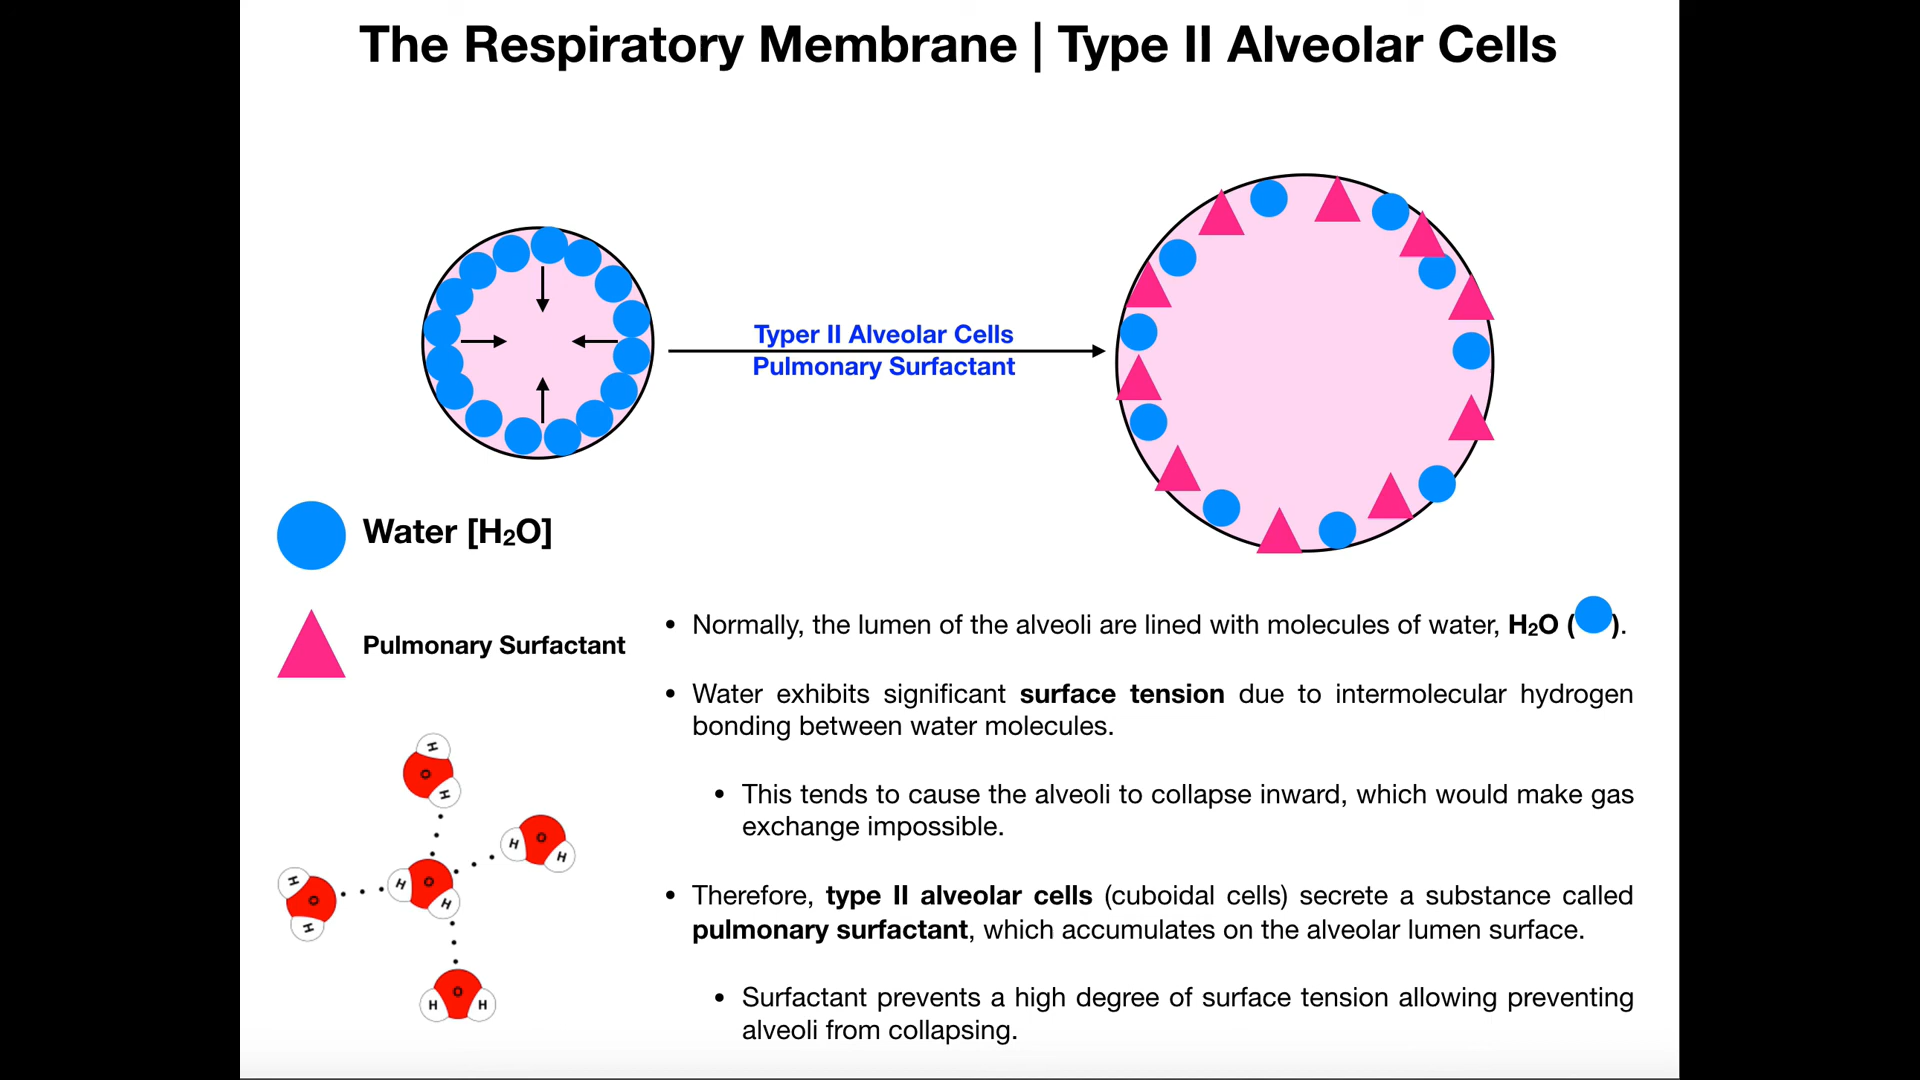 The Respiratory Membrane | Type II Alveolar Cells
Typer II Alveolar Cells
Pulmonary Surfactant
Water [H₂O]
Pulmonary Surfactant
• Normally, the lumen of the alveoli are lined with molecules of water, H₂O ( ).
• Water exhibits significant surface tension due to intermolecular hydrogen
bonding between water molecules.
• This tends to cause the alveoli to collapse inward, which would make gas
exchange impossible.
• Therefore, type II alveolar cells (cuboidal cells) secrete a substance called
pulmonary surfactant, which accumulates on the alveolar lumen surface.
• Surfactant prevents a high degree of surface tension allowing preventing
alveoli from collapsing.
H
O
H
H
O
H
H
O
H
H
O
H
O
H
H